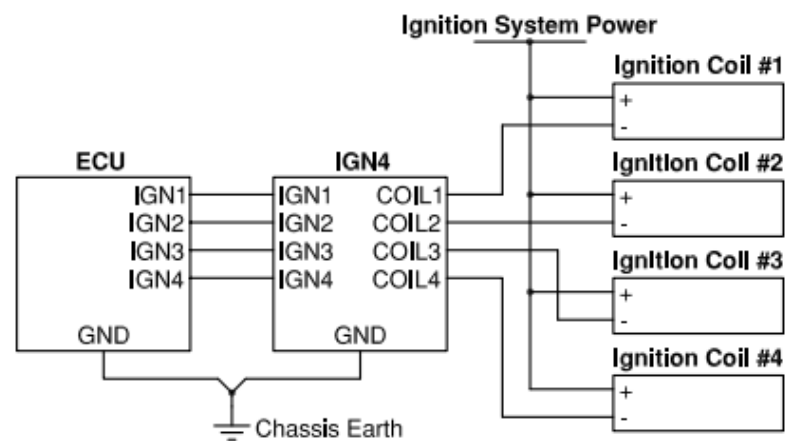 Ignition System Power
Ignition Coil #1
+
-
ECU
IGN1
IGN2
IGN3
IGN4
GND
IGN4
IGN1
IGN2
IGN3
IGN4
COIL1
COIL2
COIL3
COIL4
GND
Ignition Coil #2
+
-
Ignition Coil #3
+
-
Ignition Coil #4
+
-
Chassis Earth